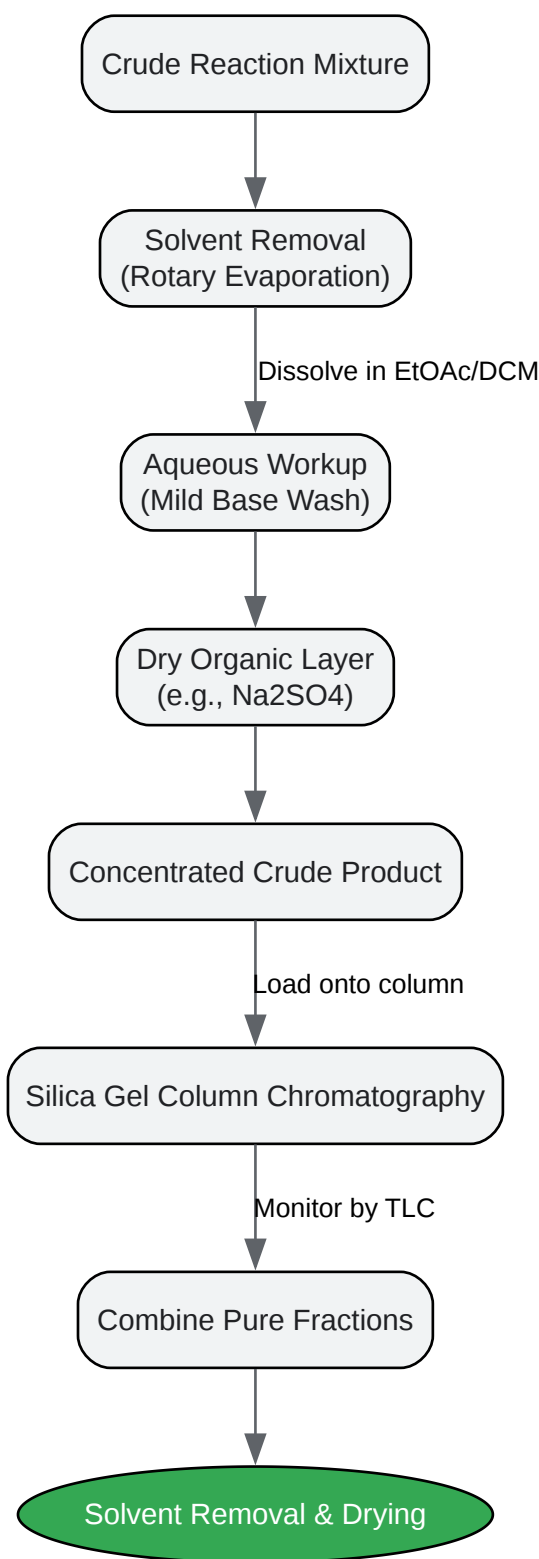 Crude Reaction Mixture
Solvent Removal
(Rotary Evaporation)
Dissolve in EtOAc/DCM
Aqueous Workup
(Mild Base Wash)
Dry Organic Layer
(e.g., Na2SO4)
Concentrated Crude Product
Load onto column
Silica Gel Column Chromatography
Monitor by TLC
Combine Pure Fractions
Solvent Removal & Drying